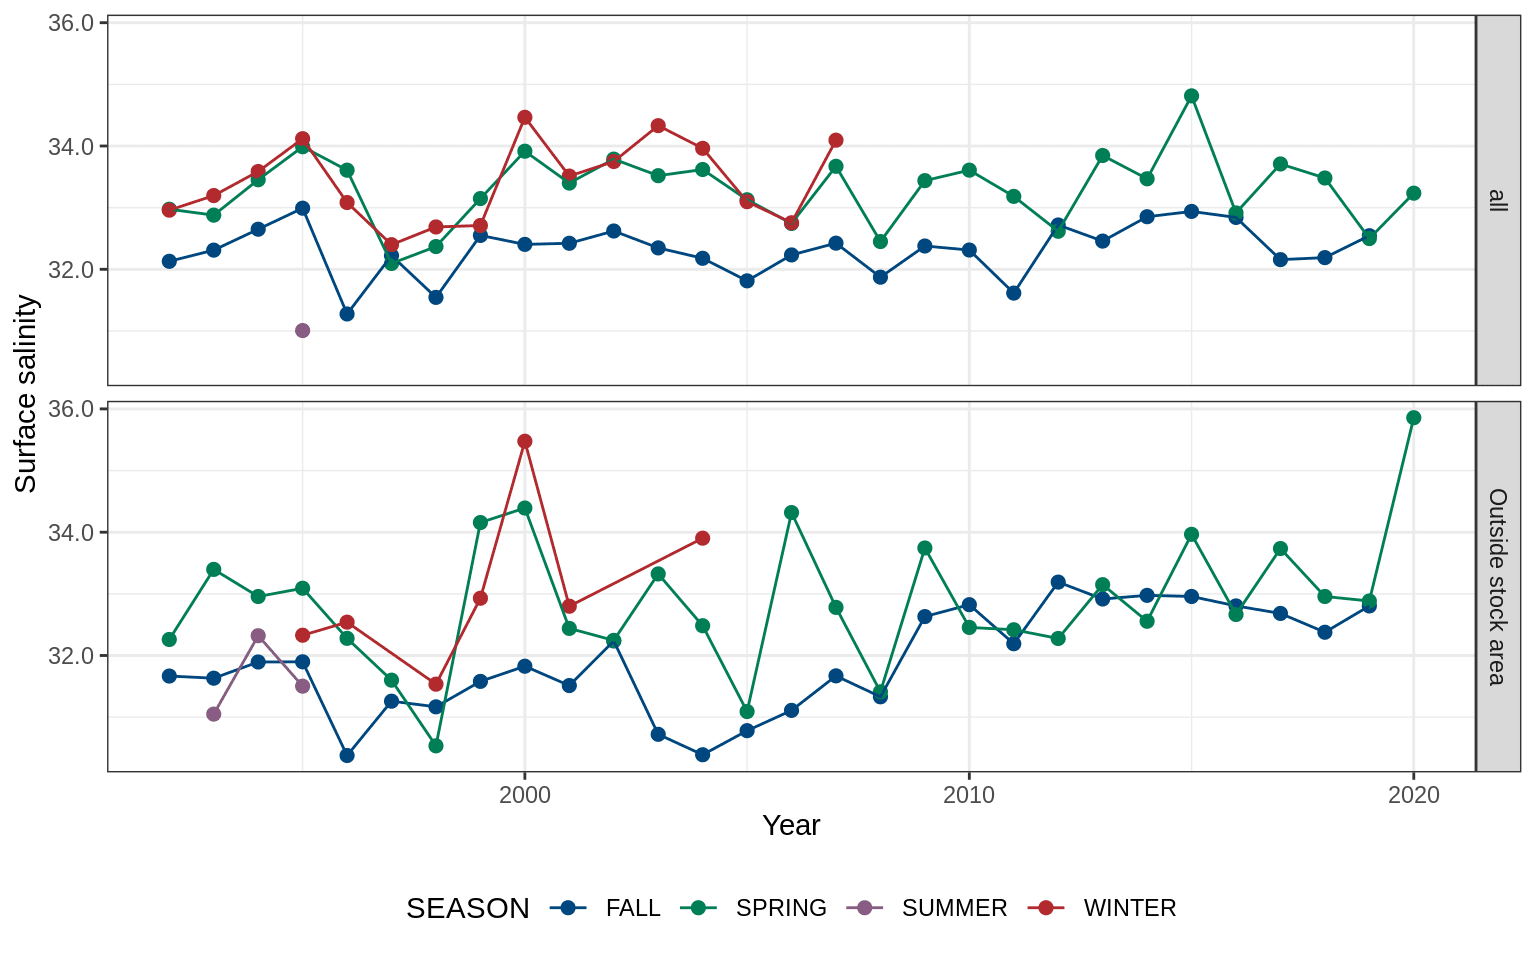 36.0
34.0
32.0
all
Surface salinity
36.0
34.0
32.0
Outside stock area
2000 2010 2020
Year
SEASON FALL SPRING SUMMER WINTER